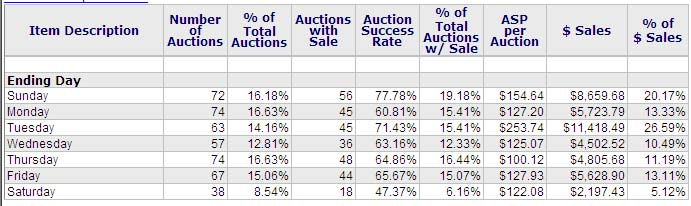 Item Description Number of Auctions % of Total Auctions Auctions with Sale Auction Success Rate % of Total Auctions w/ Sale ASP per Auction $ Sales % of $ Sales
Ending Day
Sunday 72 16.18% 56 77.78% 19.18% $154.64 $8,659.68 20.17%
Monday 74 16.63% 45 60.81% 15.41% $127.20 $5,723.79 13.33%
Tuesday 63 14.16% 45 71.43% 15.41% $253.74 $11,418.49 26.59%
Wednesday 57 12.81% 36 63.16% 12.33% $125.07 $4,502.52 10.49%
Thursday 74 16.63% 48 64.86% 16.44% $100.12 $4,805.68 11.19%
Friday 67 15.06% 44 65.67% 15.07% $127.93 $5,628.90 13.11%
Saturday 38 8.54% 18 47.37% 6.16% $122.08 $2,197.43 5.12%